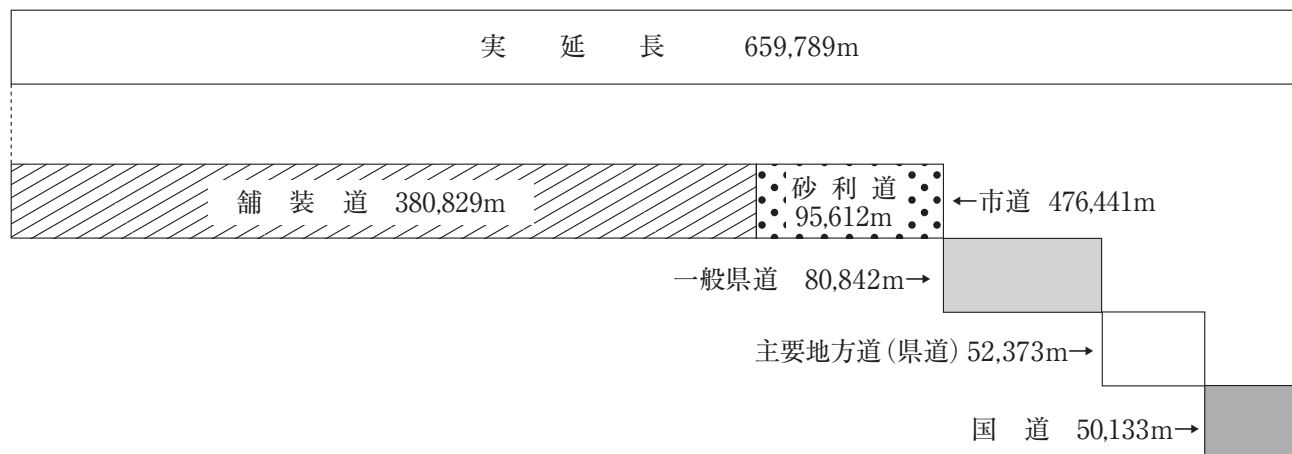 実延長 659,789m
舗装道 380,829m
砂利道
95,612m
←市道 476,441m
一般県道 80,842m→
主要地方道(県道) 52,373m→
国道 50,133m→